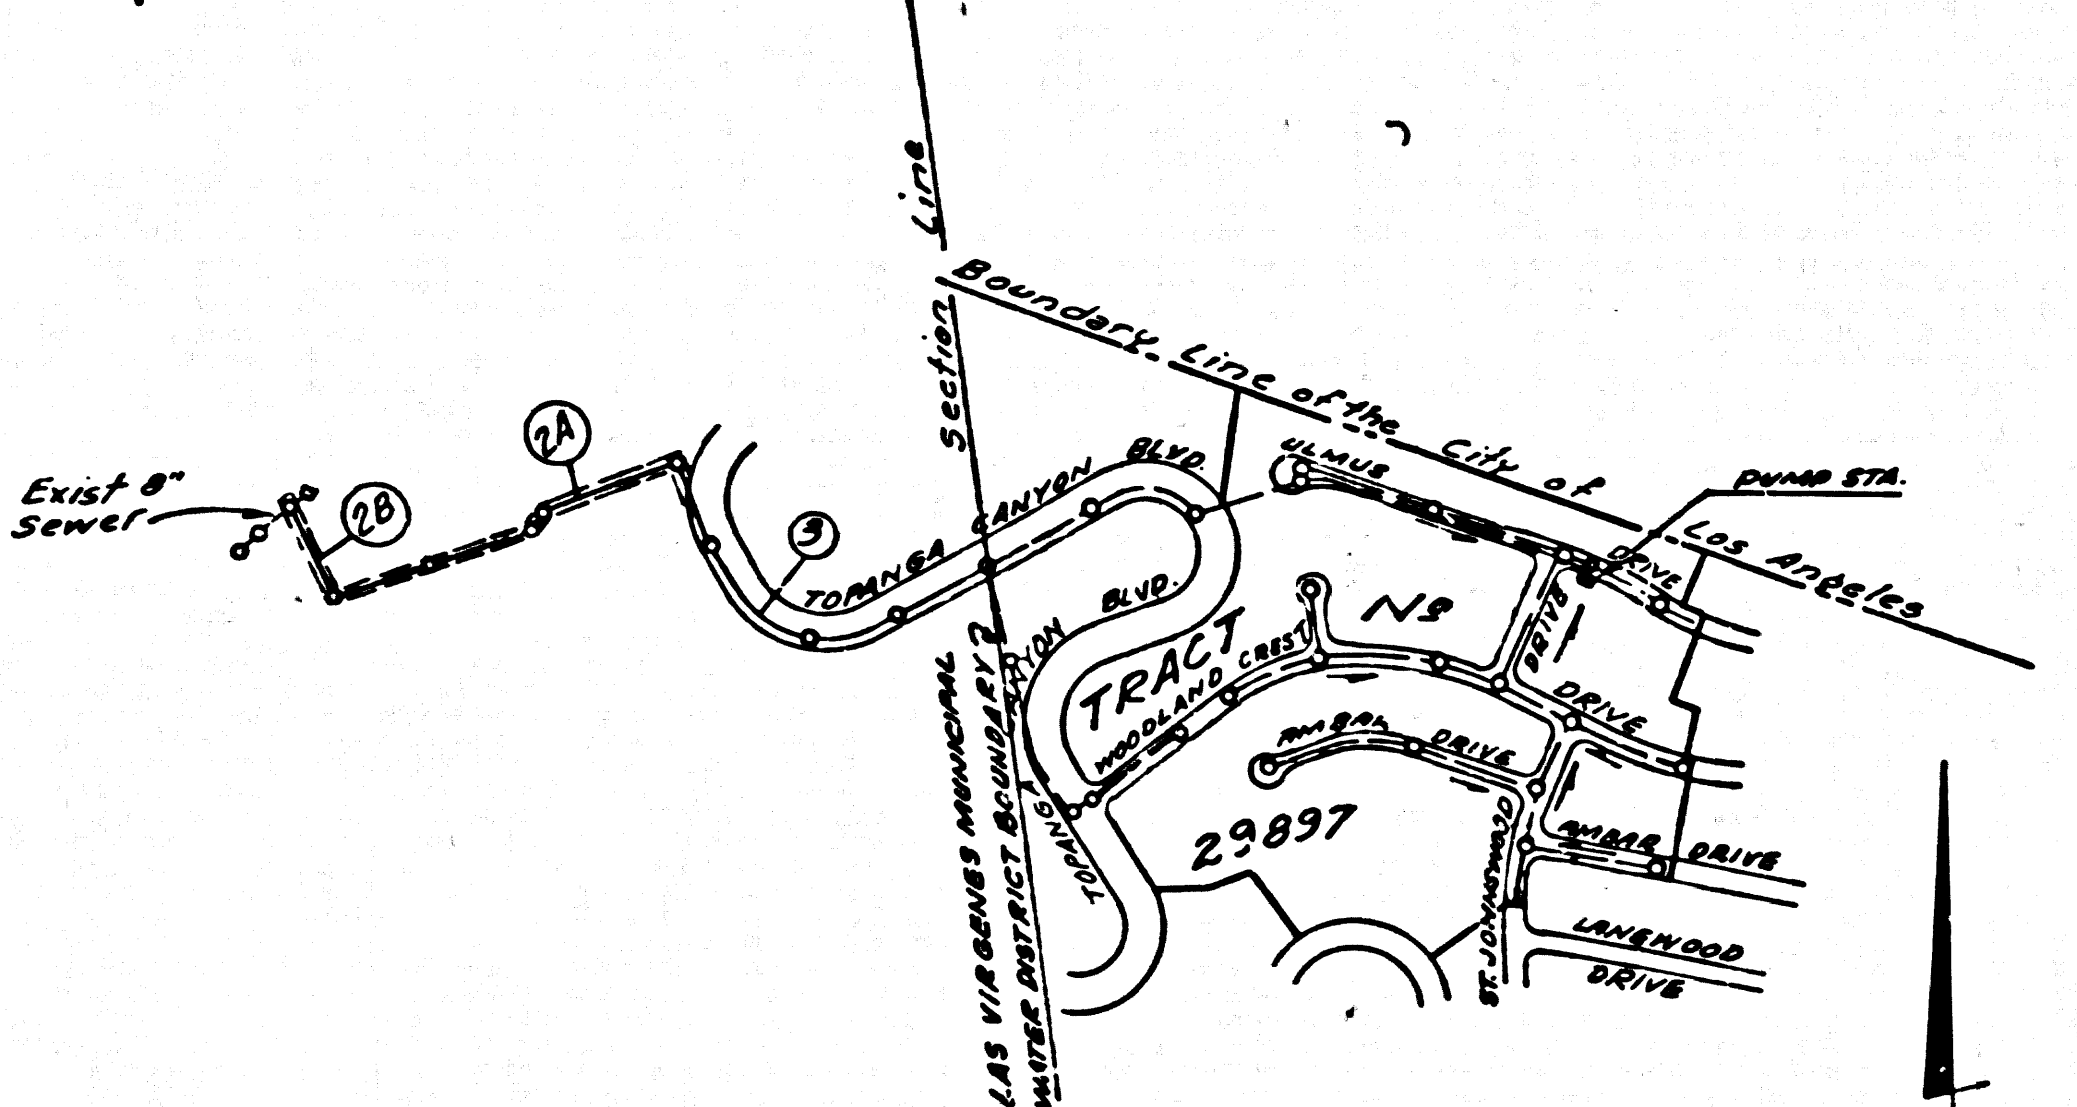 Section Line
Boundary Line of the City of Los Angeles
Exist 8"
Sewer
2B
2A
3
TOPANGA CANYON BLVD.
ULMUS DRIVE
PUMP STA.
TOPANGA CANYON BLVD.
TRACT Nº
29897
WOODLAND CREST DRIVE
DRIVE
AMBAR DRIVE
AMBAR DRIVE
ST. JOHNSWOOD
LANGWOOD
DRIVE
LAS VIRGENES MUNICIPAL
WATER DISTRICT BOUNDARY